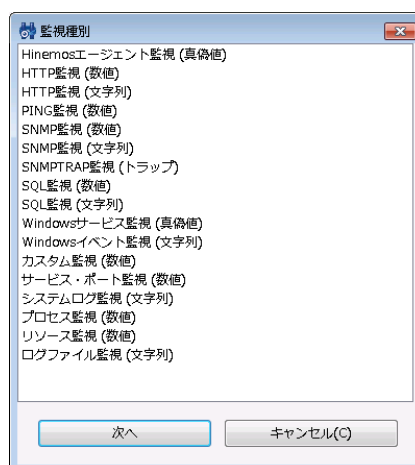 監視種別
Hinemosエージェント監視 (真偽値)
HTTP監視 (数値)
HTTP監視 (文字列)
PING監視 (数値)
SNMP監視 (数値)
SNMP監視 (文字列)
SNMPTRAP監視 (トラップ)
SQL監視 (数値)
SQL監視 (文字列)
Windowsサービス監視 (真偽値)
Windowsイベント監視 (文字列)
カスタム監視 (数値)
サービス・ポート監視 (数値)
システムログ監視 (文字列)
プロセス監視 (数値)
リソース監視 (数値)
ログファイル監視 (文字列)
次へ キャンセル(C)